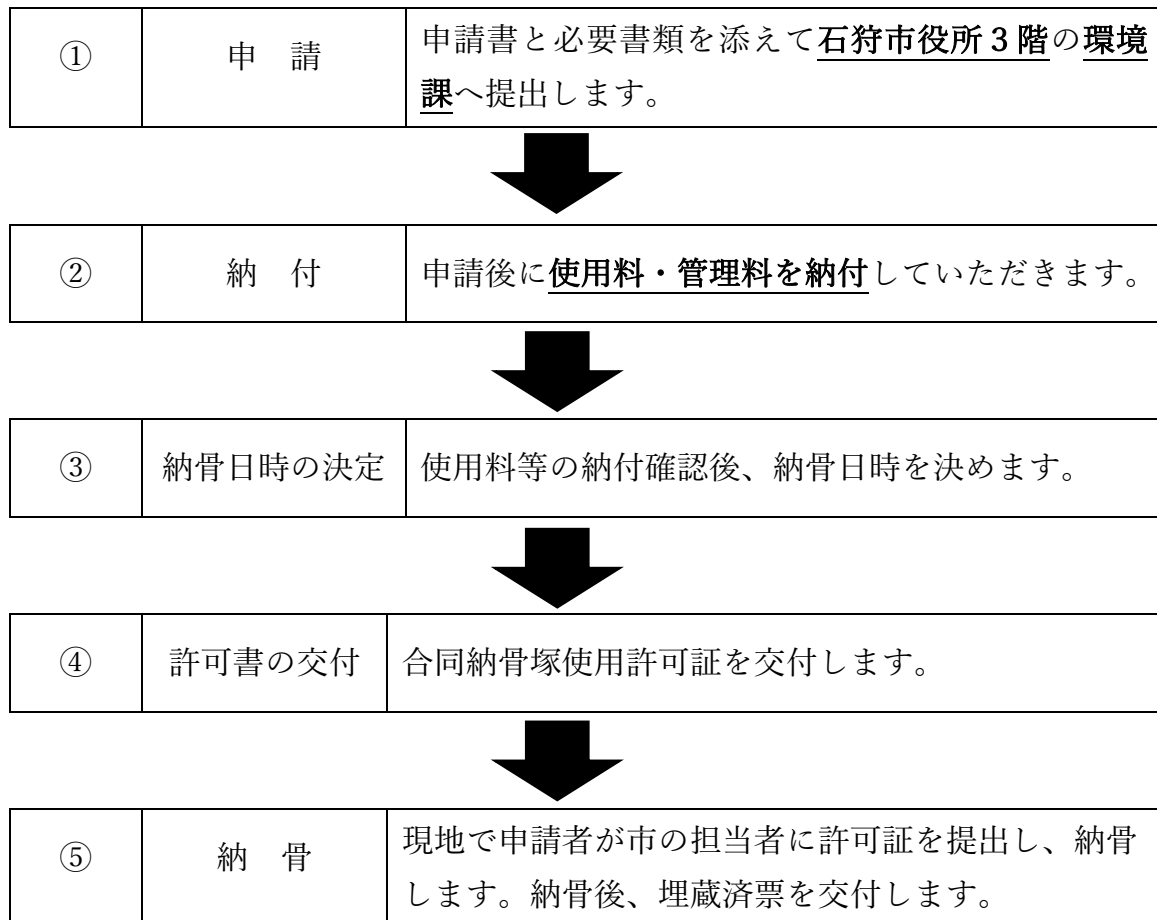 ①
申　請
申請書と必要書類を添えて石狩市役所３階の環境
課へ提出します。
②
納　付
申請後に使用料・管理料を納付していただきます。
③
納骨日時の決定
使用料等の納付確認後、納骨日時を決めます。
④
許可書の交付
合同納骨塚使用許可証を交付します。
⑤
納　骨
現地で申請者が市の担当者に許可証を提出し、納骨
します。納骨後、埋蔵済票を交付します。